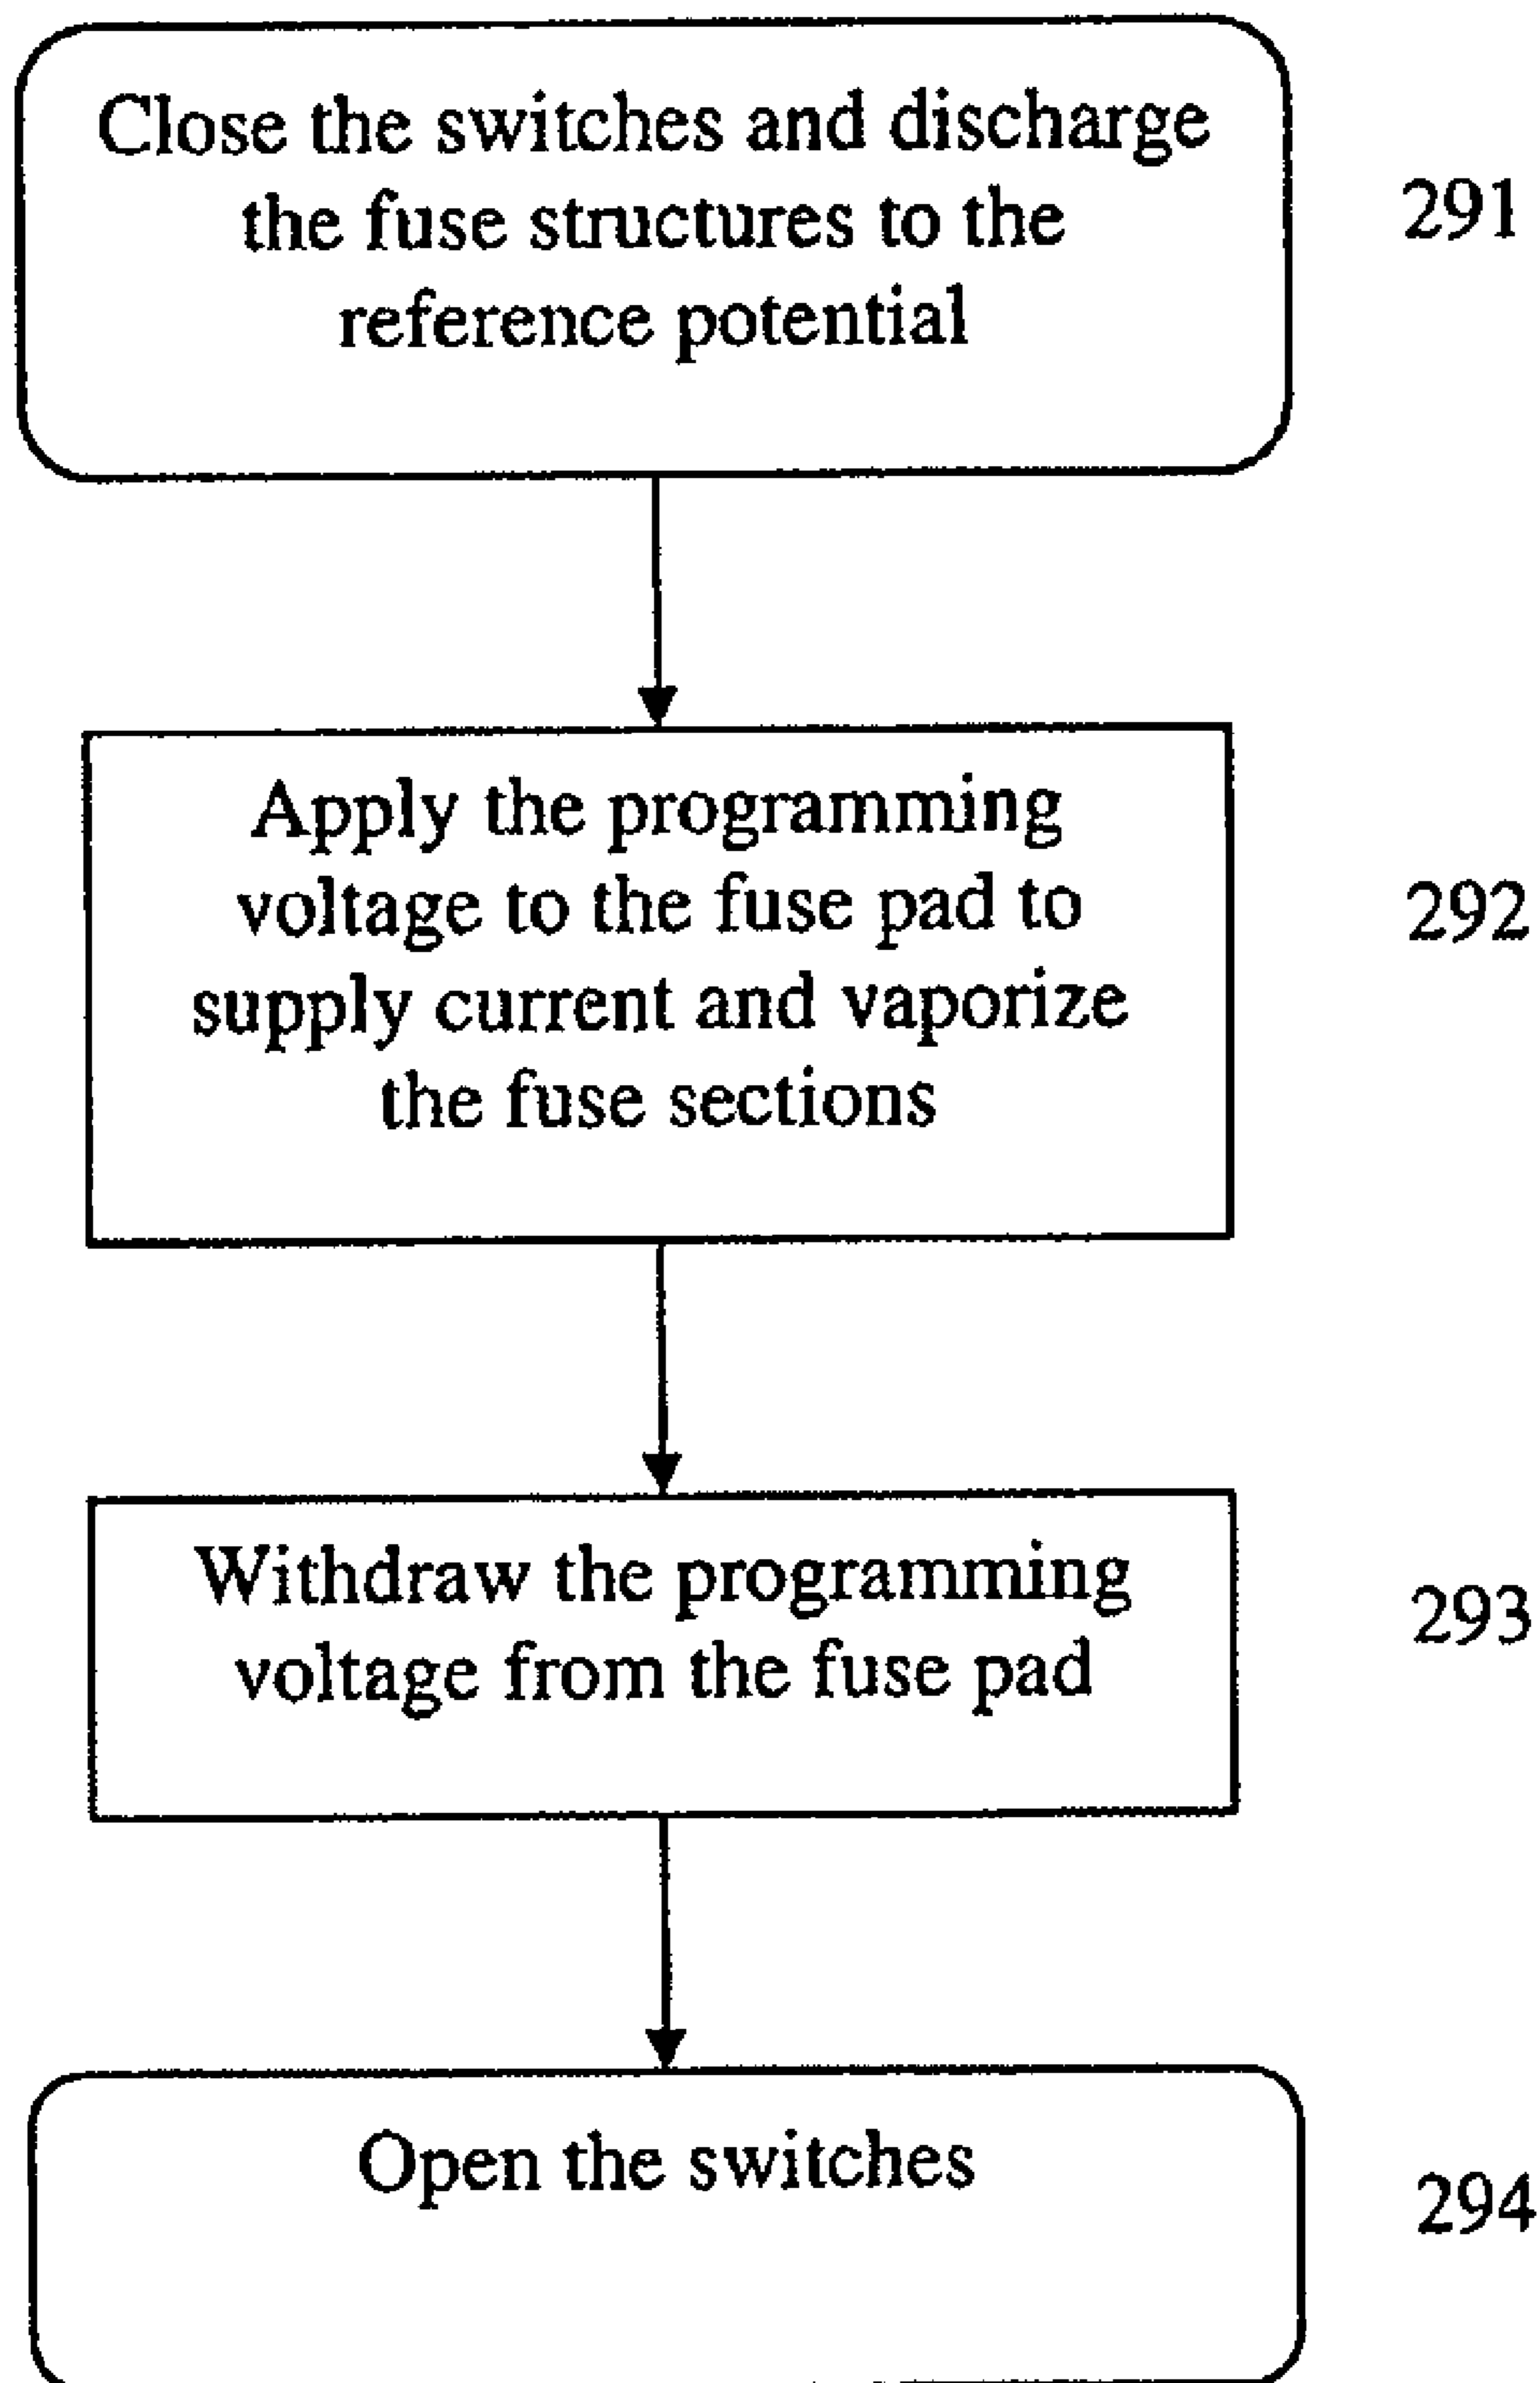 Close the switches and discharge
the fuse structures to the
reference potential
291
Apply the programming
voltage to the fuse pad to
supply current and vaporize
the fuse sections
292
Withdraw the programming
voltage from the fuse pad
293
Open the switches
294